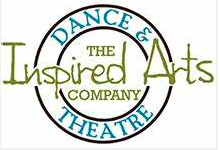 DANCE &
THE
Inspired Arts
COMPANY
THEATRE